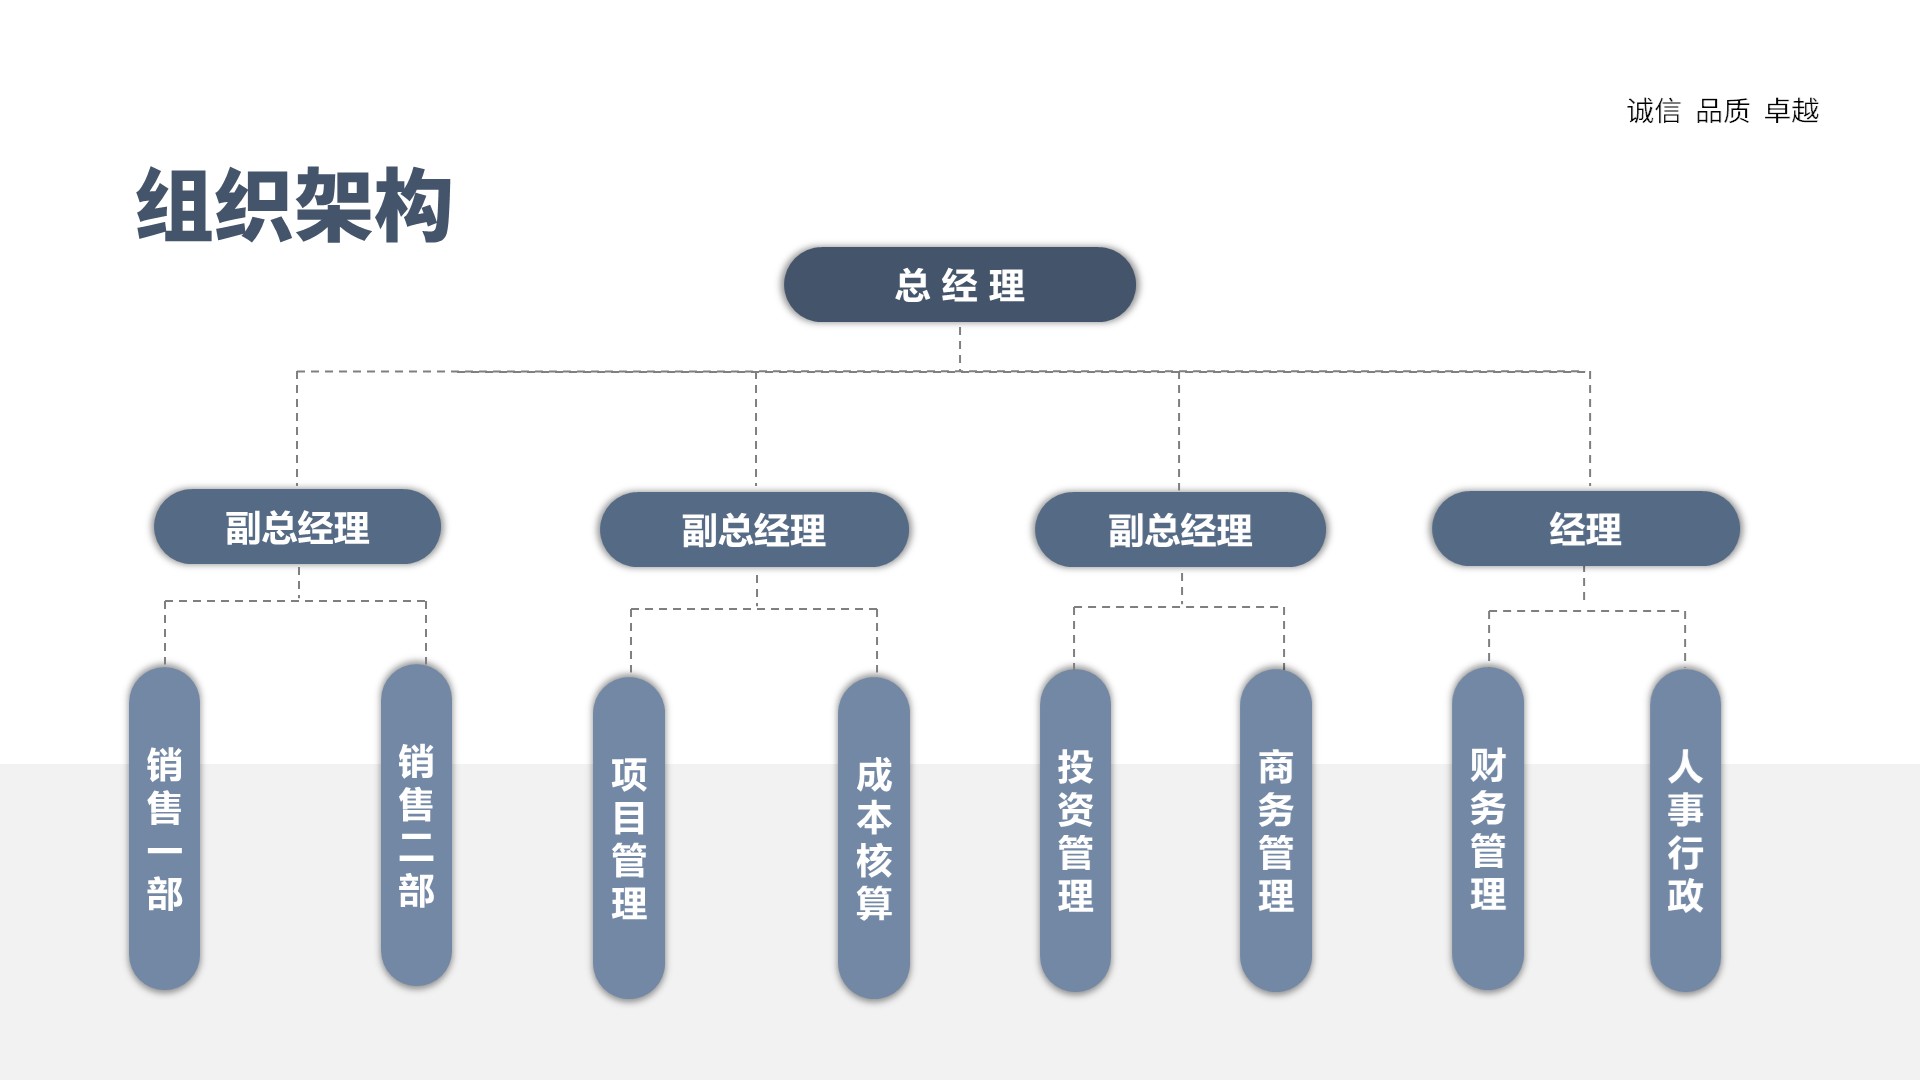 诚信 品质 卓越
组织架构
总 经 理
副总经理
副总经理
副总经理
经理
销售一部
销售二部
项目管理
成本核算
投资管理
商务管理
财务管理
人事行政